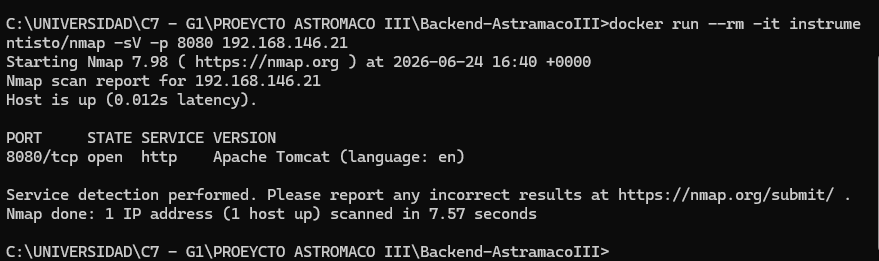 C:\UNIVERSIDAD\C7 - G1\PROEYCTO ASTROMACO III\Backend-AstramacoIII>docker run --rm -it instrume
ntisto/nmap -sV -p 8080 192.168.146.21
Starting Nmap 7.98 ( https://nmap.org ) at 2026-06-24 16:40 +0000
Nmap scan report for 192.168.146.21
Host is up (0.012s latency).
PORT     STATE SERVICE VERSION
8080/tcp open  http    Apache Tomcat (language: en)
Service detection performed. Please report any incorrect results at https://nmap.org/submit/ .
Nmap done: 1 IP address (1 host up) scanned in 7.57 seconds
C:\UNIVERSIDAD\C7 - G1\PROEYCTO ASTROMACO III\Backend-AstramacoIII>